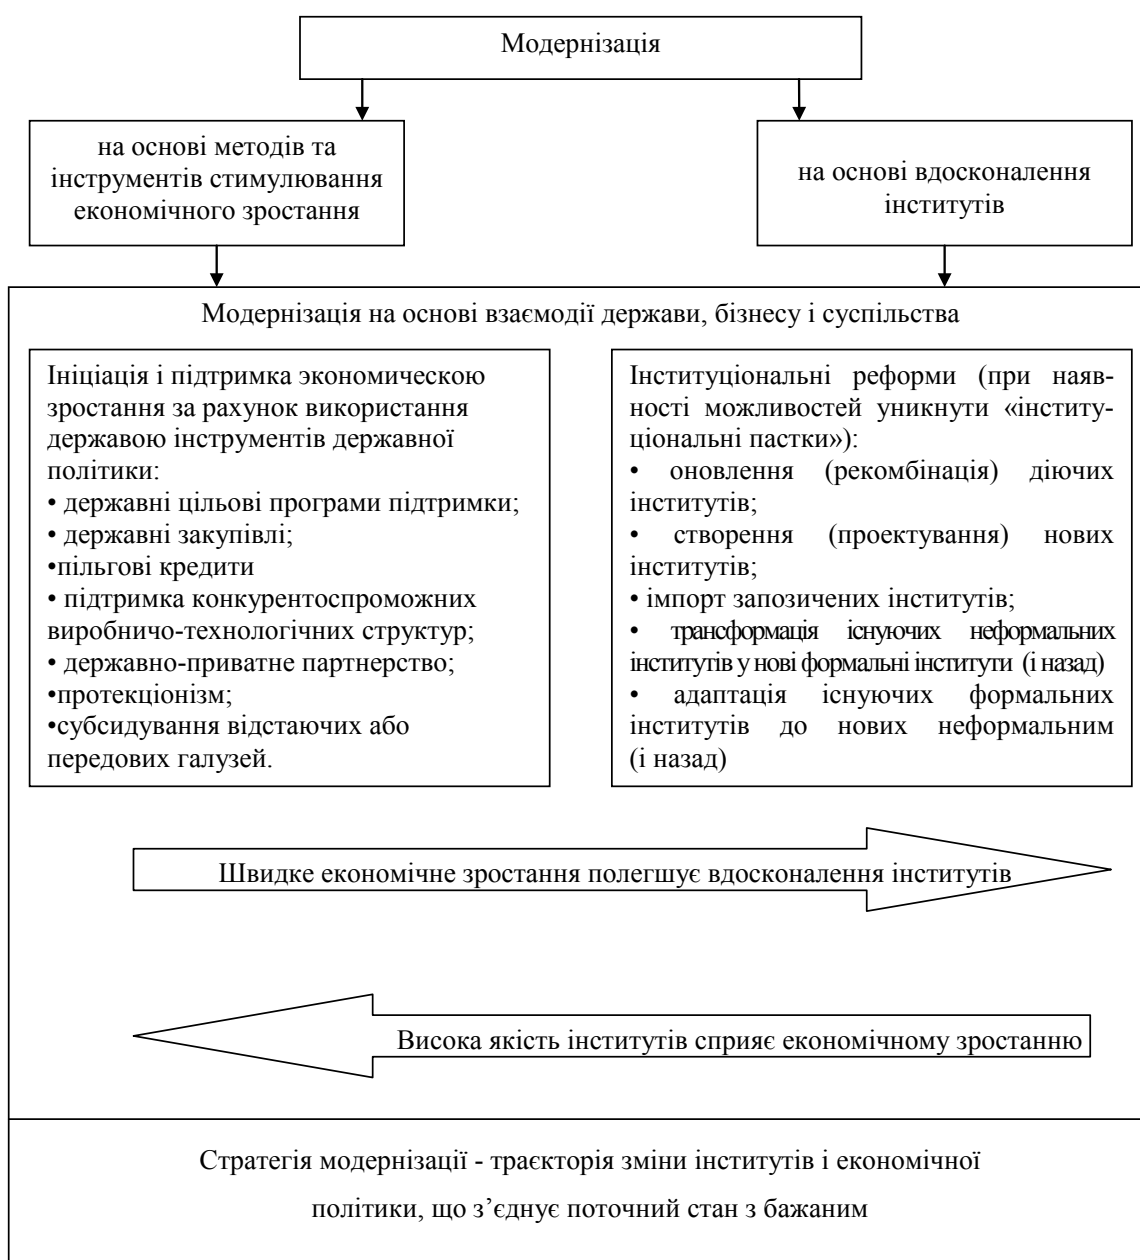 Модернізація
на основі методів та
інструментів стимулювання
економічного зростання
на основі вдосконалення
інститутів
Модернізація на основі взаємодії держави, бізнесу і суспільства
Ініціація і підтримка экономическою
зростання за рахунок використання
державою інструментів державної
політики:
• державні цільові програми підтримки;
• державні закупівлі;
•пільгові кредити
• підтримка конкурентоспроможних
виробничо-технологічних структур;
• державно-приватне партнерство;
•протекціонізм;
•субсидування відстаючих або
передових галузей.
Інституціональні реформи (при наяв-
ності можливостей уникнути «інститу-
ціональні пастки»):
• оновлення (рекомбінація) діючих
інститутів;
• створення (проектування) нових
інститутів;
• імпорт запозичених інститутів;
• трансформація існуючих неформальних
інститутів у нові формальні інститути (і назад)
• адаптація існуючих формальних
інститутів до нових неформальним
(і назад)
Швидке економічне зростання полегшує вдосконалення інститутів
Висока якість інститутів сприяє економічному зростанню
Стратегія модернізації - траєкторія зміни інститутів і економічної
політики, що з’єднує поточний стан з бажаним